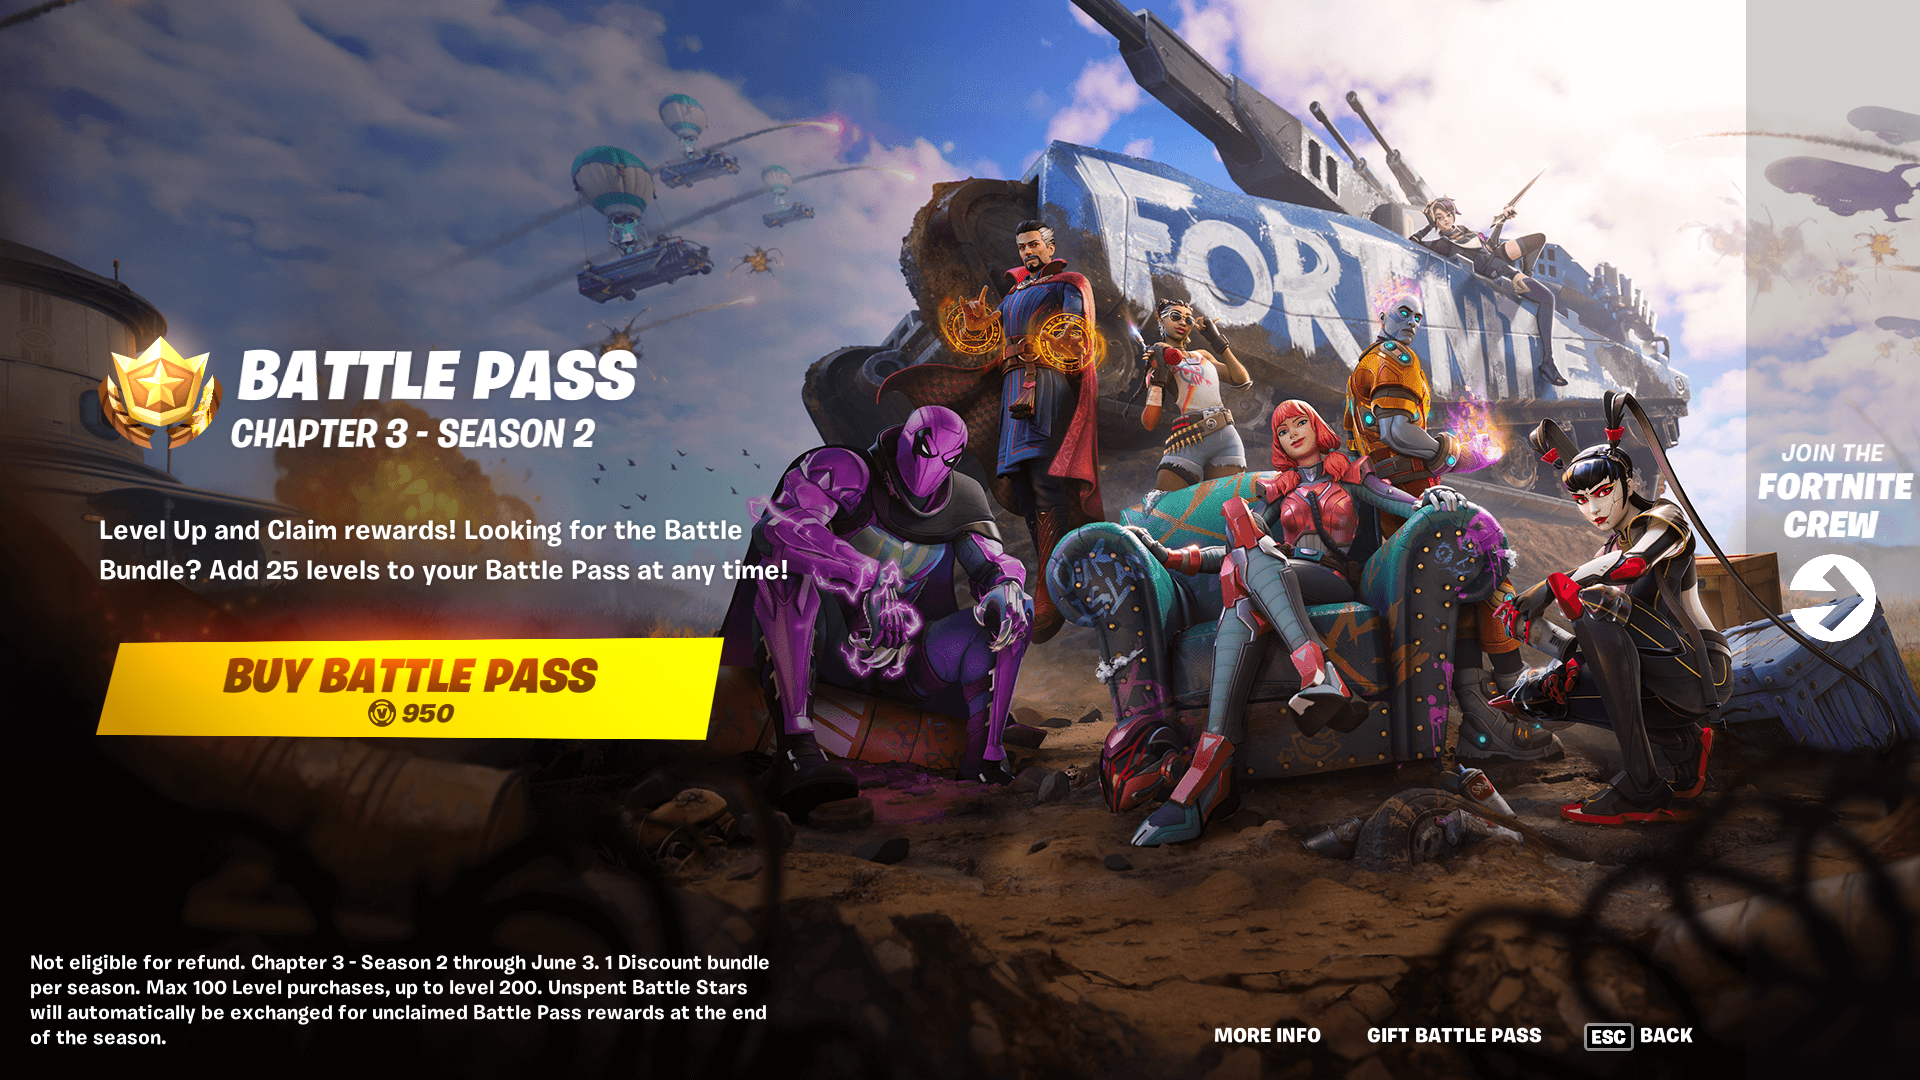 FORTNITE
BATTLE PASS
CHAPTER 3 - SEASON 2
Level Up and Claim rewards! Looking for the Battle
Bundle? Add 25 levels to your Battle Pass at any time!
BUY BATTLE PASS
V 950
JOIN THE
FORTNITE
CREW
Not eligible for refund. Chapter 3 - Season 2 through June 3. 1 Discount bundle
per season. Max 100 Level purchases, up to level 200. Unspent Battle Stars
will automatically be exchanged for unclaimed Battle Pass rewards at the end
of the season.
MORE INFO
GIFT BATTLE PASS
ESC BACK